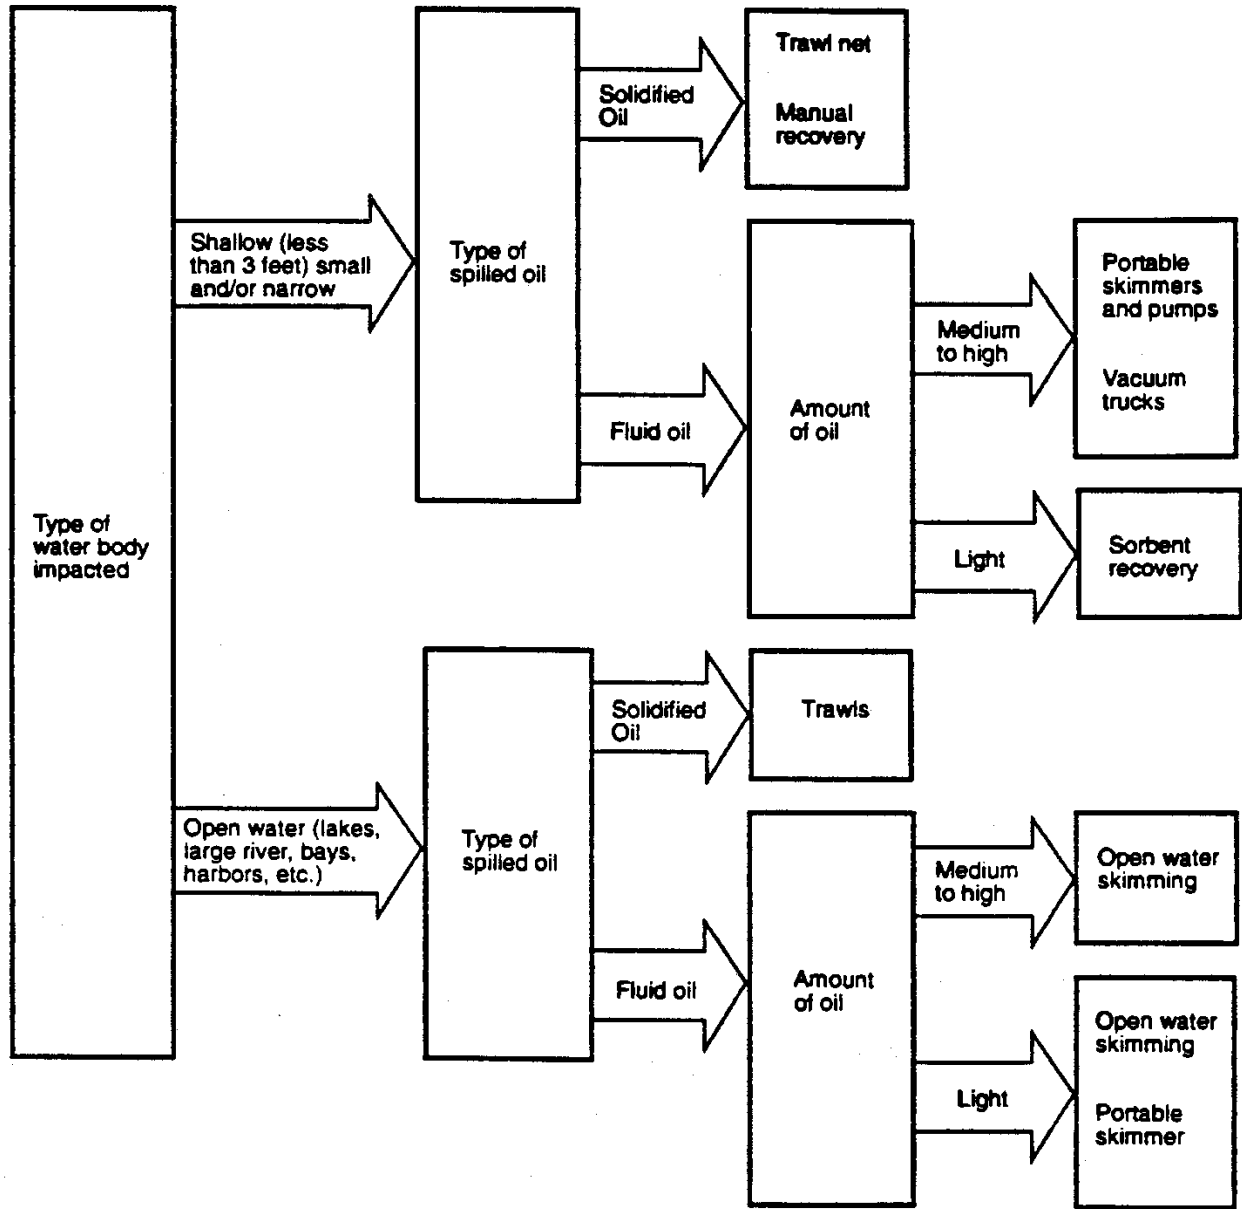 Type of
water body
impacted
Shallow (less
than 3 feet) small
and/or narrow
Type of
spilled oil
Solidified
Oil
Trawl net
Manual
recovery
Fluid oil
Amount
of oil
Medium
to high
Portable
skimmers
and pumps
Vacuum
trucks
Light
Sorbent
recovery
Open water (lakes,
large river, bays,
harbors, etc.)
Type of
spilled oil
Solidified
Oil
Trawls
Fluid oil
Amount
of oil
Medium
to high
Open water
skimming
Light
Open water
skimming
Portable
skimmer